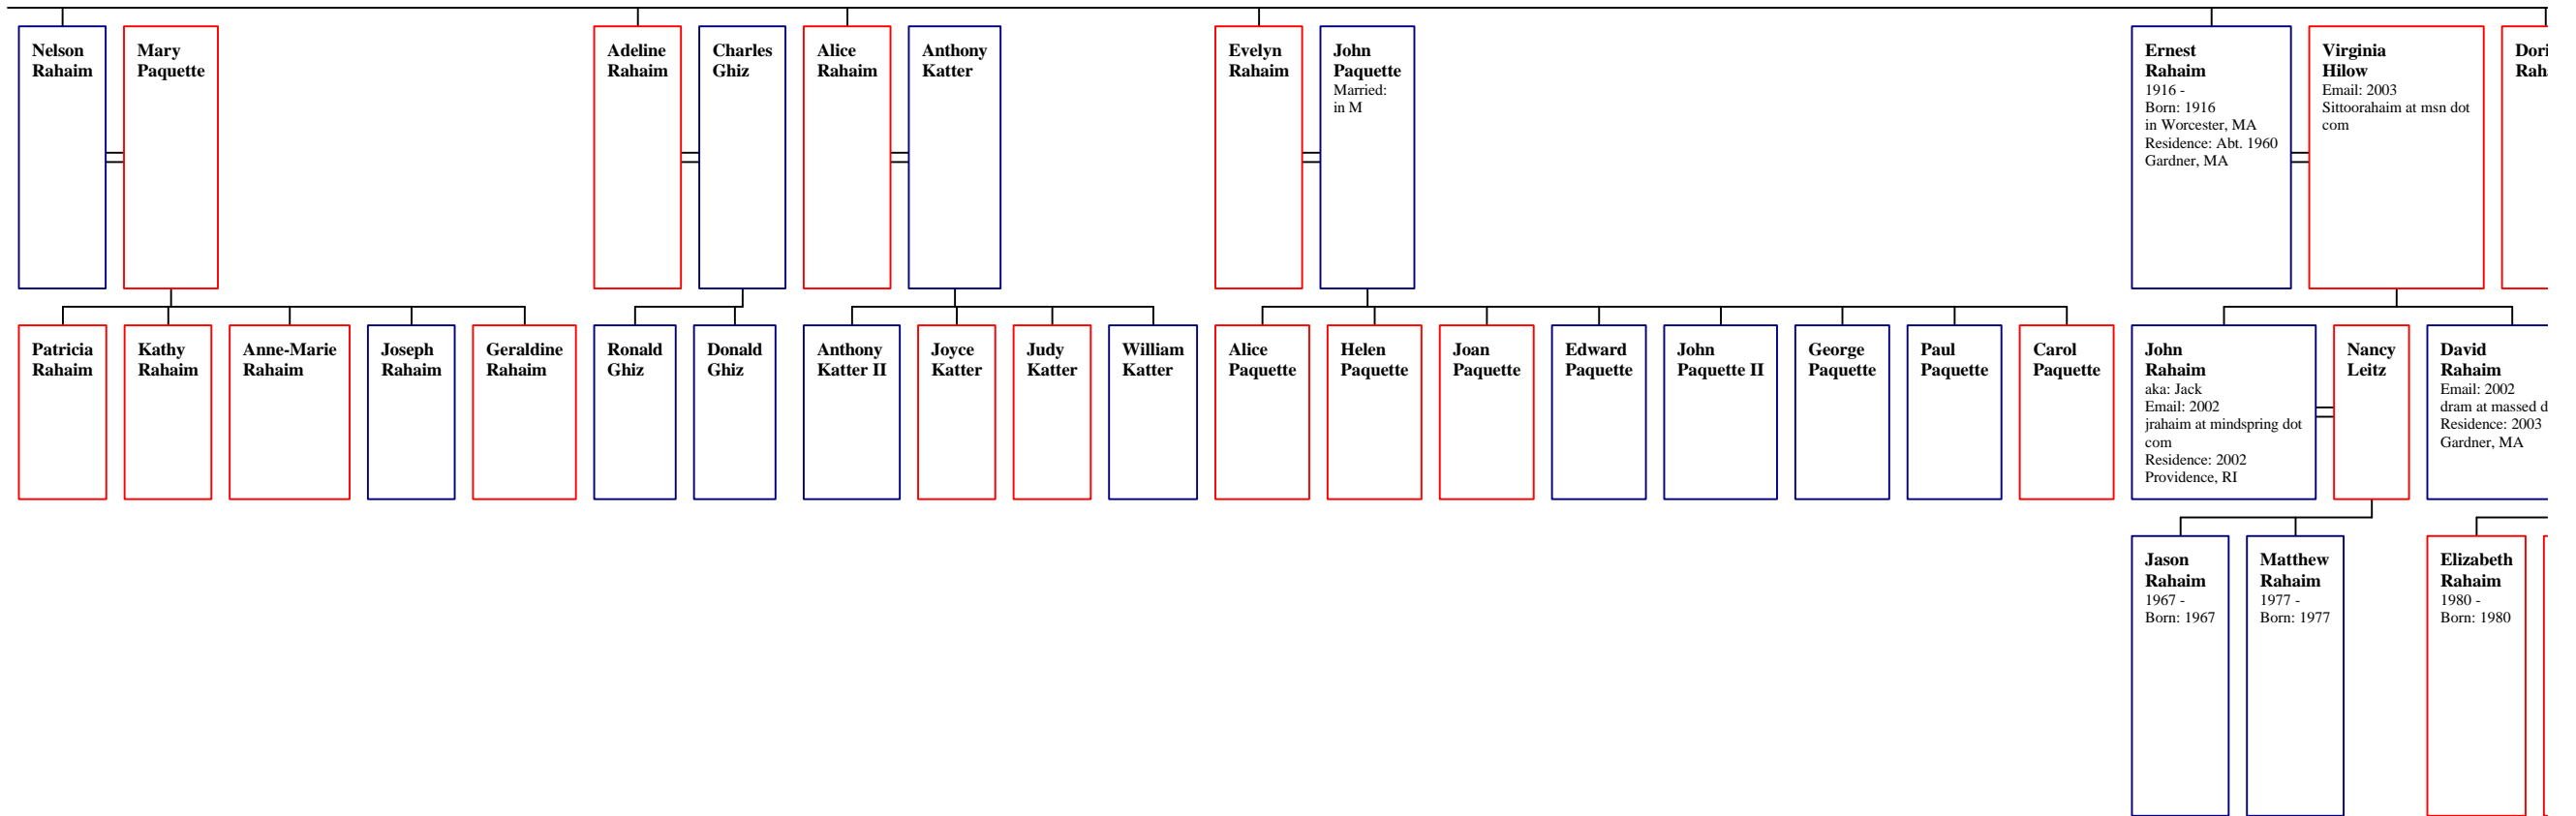 Nelson
Rahaim
Mary
Paquette
Adeline
Rahaim
Charles
Ghiz
Alice
Rahaim
Anthony
Katter
Evelyn
Rahaim
John
Paquette
Married:
in M
Ernest
Rahaim
1916 -
Born: 1916
in Worcester, MA
Residence: Abt. 1960
Gardner, MA
Virginia
Hilow
Email: 2003
Sittoorahaim at msn dot
com
Patricia
Rahaim
Kathy
Rahaim
Anne-Marie
Rahaim
Joseph
Rahaim
Geraldine
Rahaim
Ronald
Ghiz
Donald
Ghiz
Anthony
Katter II
Joyce
Katter
Judy
Katter
William
Katter
Alice
Paquette
Helen
Paquette
Joan
Paquette
Edward
Paquette
John
Paquette II
George
Paquette
Paul
Paquette
Carol
Paquette
John
Rahaim
aka: Jack
Email: 2002
jrahaim at mindspring dot
com
Residence: 2002
Providence, RI
Nancy
Leitz
David
Rahaim
Email: 2002
dram at massed
Residence: 2003
Gardner, MA
Jason
Rahaim
1967 -
Born: 1967
Matthew
Rahaim
1977 -
Born: 1977
Elizabeth
Rahaim
1980 -
Born: 1980